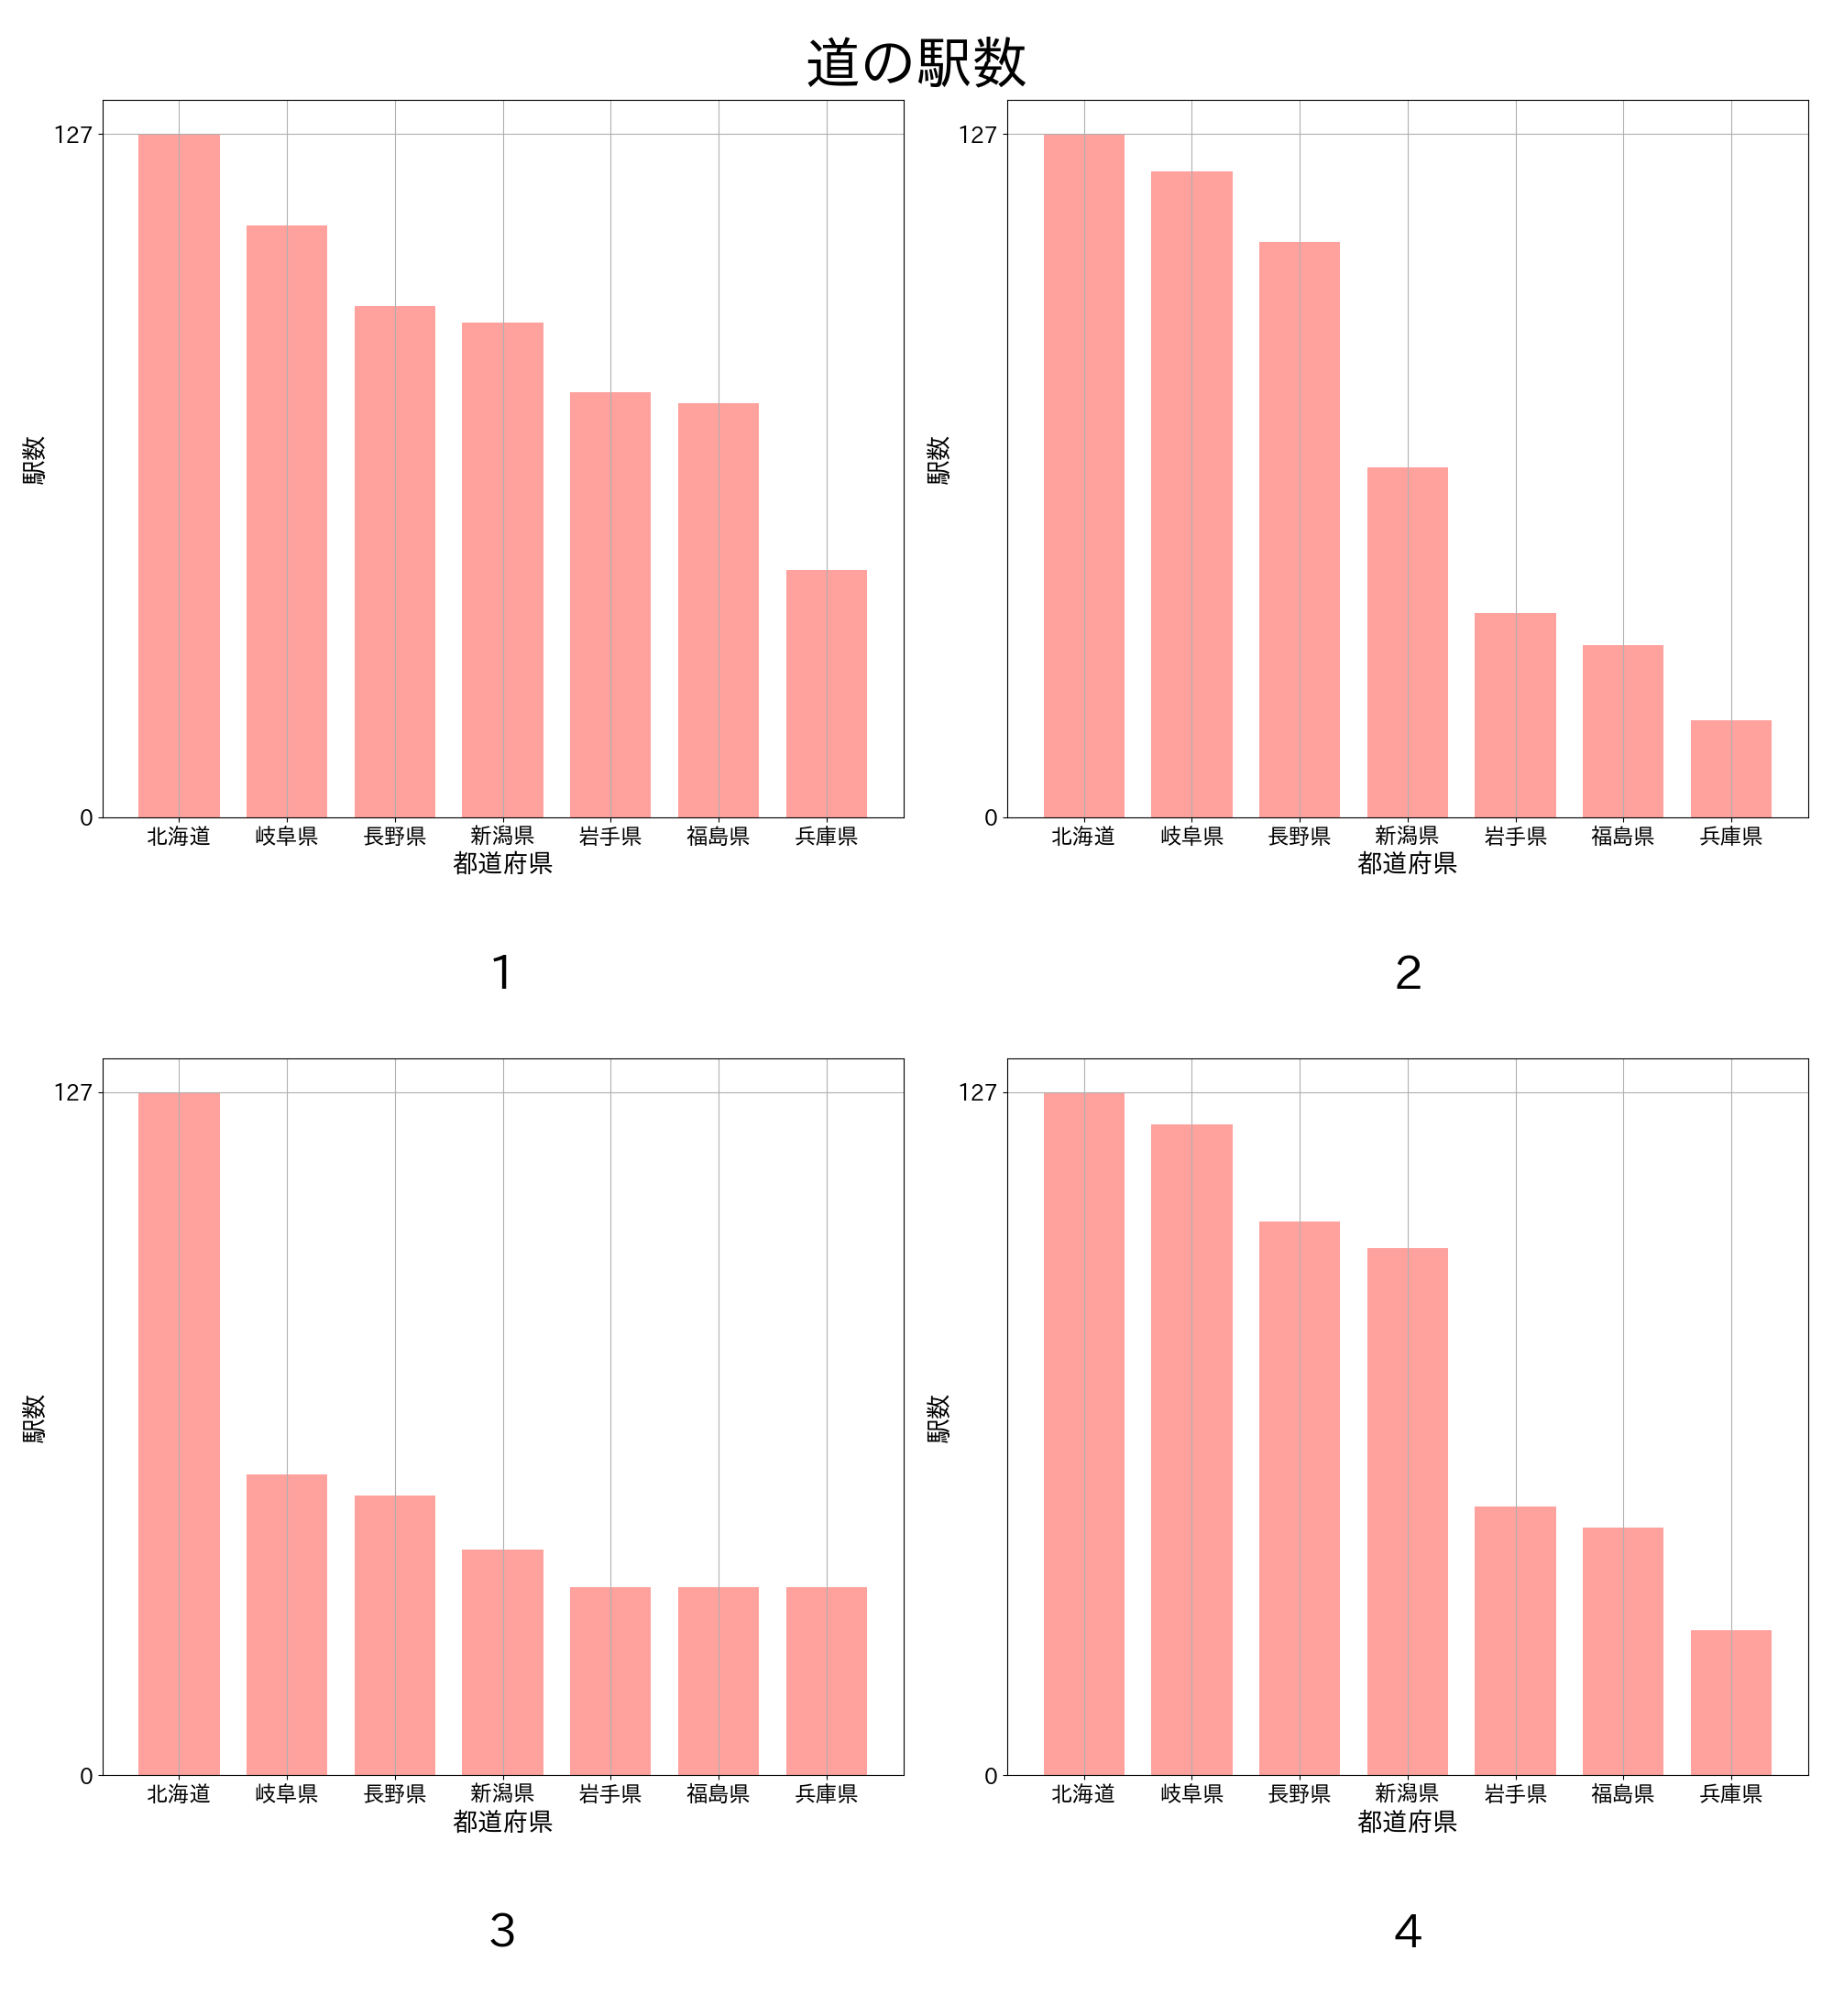 道の駅数
127
駅数
0
北海道 岐阜県 長野県 新潟県 岩手県 福島県 兵庫県
都道府県
1
127
駅数
0
北海道 岐阜県 長野県 新潟県 岩手県 福島県 兵庫県
都道府県
2
127
駅数
0
北海道 岐阜県 長野県 新潟県 岩手県 福島県 兵庫県
都道府県
3
127
駅数
0
北海道 岐阜県 長野県 新潟県 岩手県 福島県 兵庫県
都道府県
4